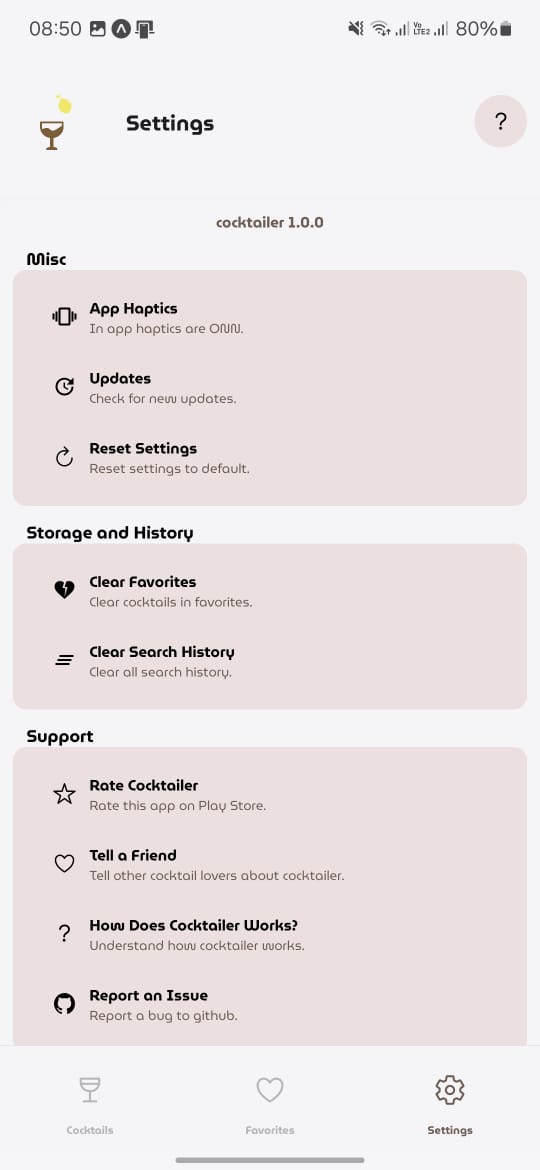 08:50
Vo
LTE2
80%
Settings
?
cocktailer 1.0.0
Misc
App Haptics
In app haptics are ONN.
Updates
Check for new updates.
Reset Settings
Reset settings to default.
Storage and History
Clear Favorites
Clear cocktails in favorites.
Clear Search History
Clear all search history.
Support
Rate Cocktailer
Rate this app on Play Store.
Tell a Friend
Tell other cocktail lovers about cocktailer.
?
How Does Cocktailer Works?
Understand how cocktailer works.
Report an Issue
Report a bug to github.
Cocktails
Favorites
Settings